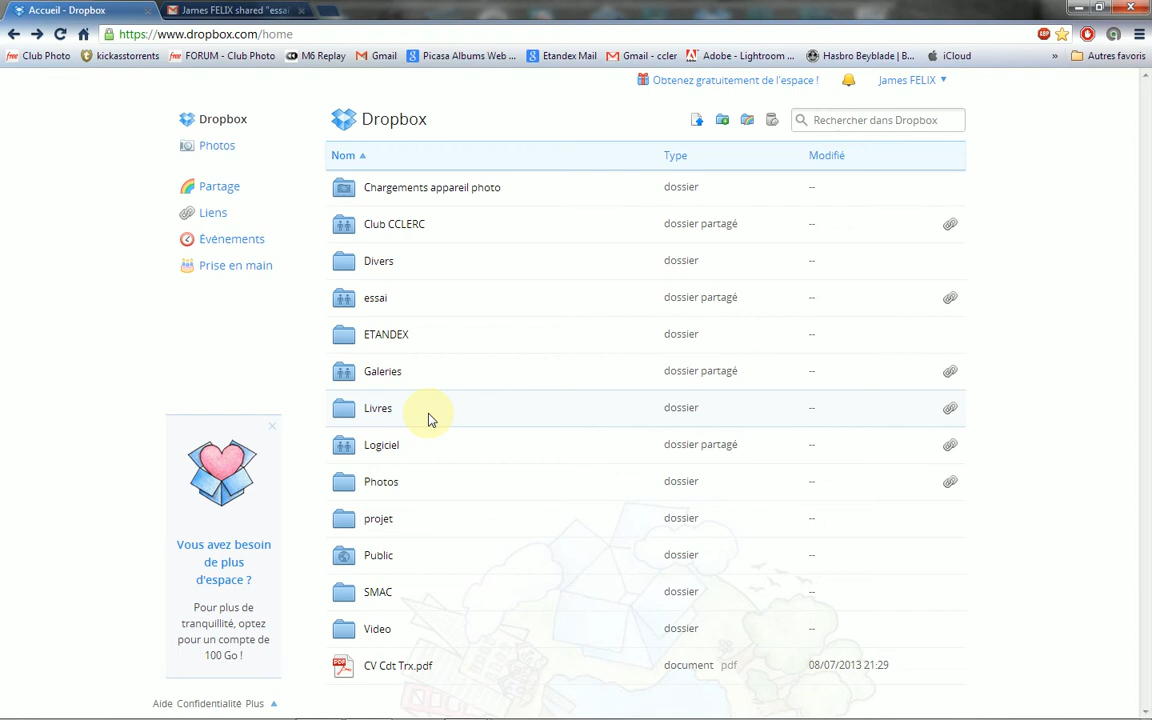 Accueil - Dropbox
James FELIX shared "essai
https://www.dropbox.com/home
ABP
Club Photo
kickasstorrents
FORUM - Club Photo
M6 Replay
Gmail
Picasa Albums Web ...
Etandex Mail
Gmail - ccler
Adobe - Lightroom ...
Hasbro Beyblade | B...
iCloud
»
Autres favoris
Obtenez gratuitement de l'espace !
James FELIX
Dropbox
Photos
Partage
Liens
Événements
Prise en main
Dropbox
Rechercher dans Dropbox
Nom Type Modifié
Chargements appareil photo dossier --
Club CCLERC dossier partagé --
Divers dossier --
essai dossier partagé --
ETANDEX dossier --
Galeries dossier partagé --
Livres dossier --
Logiciel dossier partagé --
Photos dossier --
projet dossier --
Public dossier --
SMAC dossier --
Video dossier --
PDF CV Cdt Trx.pdf document pdf 08/07/2013 21:29
Vous avez besoin
de plus
d'espace ?
Pour plus de
tranquillité, optez
pour un compte de
100 Go !
Aide Confidentialité Plus